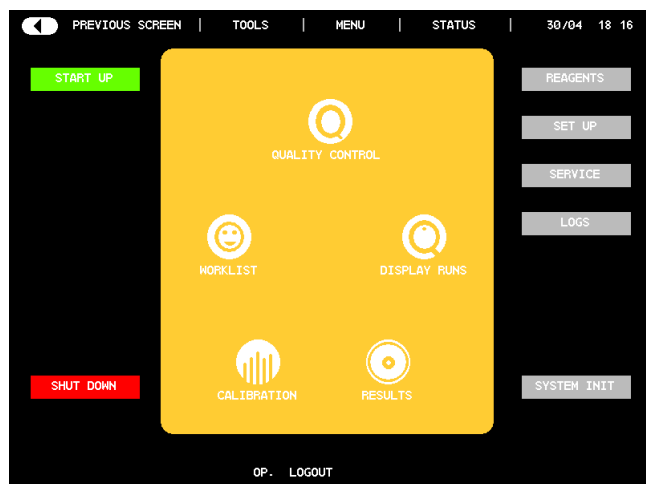 PREVIOUS SCREEN | TOOLS | MENU | STATUS | 30/04 18 16
START UP
REAGENTS
SET UP
QUALITY CONTROL
SERVICE
LOGS
WORKLIST
DISPLAY RUNS
SHUT DOWN
CALIBRATION
RESULTS
SYSTEM INIT
OP. LOGOUT